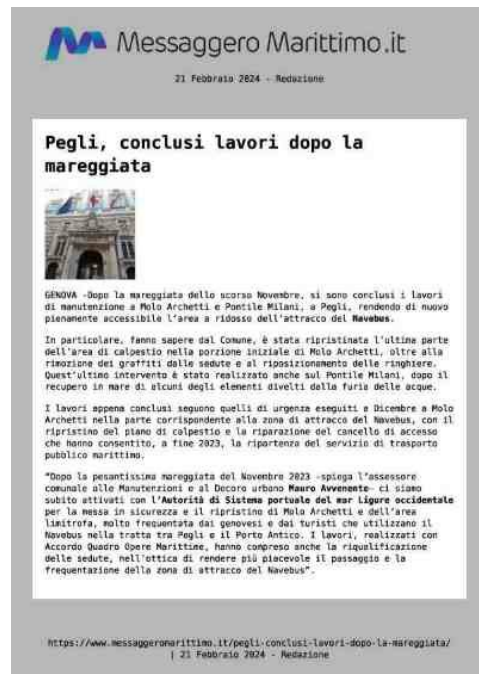 Messaggero Marittimo.it
21 Febbraio 2024 - Redazione
Pegli, conclusi lavori dopo la
mareggiata
GENOVA -Dopo la mareggiata dello scorso Novembre, si sono conclusi i lavori
di manutenzione a Molo Archetti e Pontile Milani, a Pegli, rendendo di nuovo
pienamente accessibile l'area a ridosso dell'attracco del Navebus.
In particolare, fanno sapere dal Comune, è stata ripristinata l'ultima parte
dell'area di calpestio nella porzione iniziale di Molo Archetti, oltre alla
rimozione dei graffiti dalle sedute e al riposizionamento delle ringhiere.
Quest'ultimo intervento è stato realizzato anche sul Pontile Milani, dopo il
recupero in mare di alcuni degli elementi divelti dalla furia delle acque.
I lavori appena conclusi seguono quelli di urgenza eseguiti a Dicembre a Molo
Archetti nella parte corrispondente alla zona di attracco del Navebus, con il
ripristino del piano di calpestio e la riparazione del cancello di accesso
che hanno consentito, a fine 2023, la ripartenza del servizio di trasporto
pubblico marittimo.
"Dopo la pesantissima mareggiata del Novembre 2023 -spiega l'assessore
comunale alle Manutenzioni e al Decoro urbano Mauro Avvenente- ci siamo
subito attivati con l'Autorità di Sistema portuale del mar Ligure occidentale
per la messa in sicurezza e il ripristino di Molo Archetti e dell'area
limitrofa, molto frequentata dai genovesi e dai turisti che utilizzano il
Navebus nella tratta tra Pegli e il Porto Antico. I lavori, realizzati con
Accordo Quadro Opere Marittime, hanno compreso anche la riqualificazione
delle sedute, nell'ottica di rendere più piacevole il passaggio e la
frequentazione della zona di attracco del Navebus".
https://www.messaggeromarittimo.it/pegli-conclusi-lavori-dopo-la-mareggiata/
| 21 Febbraio 2024 - Redazione